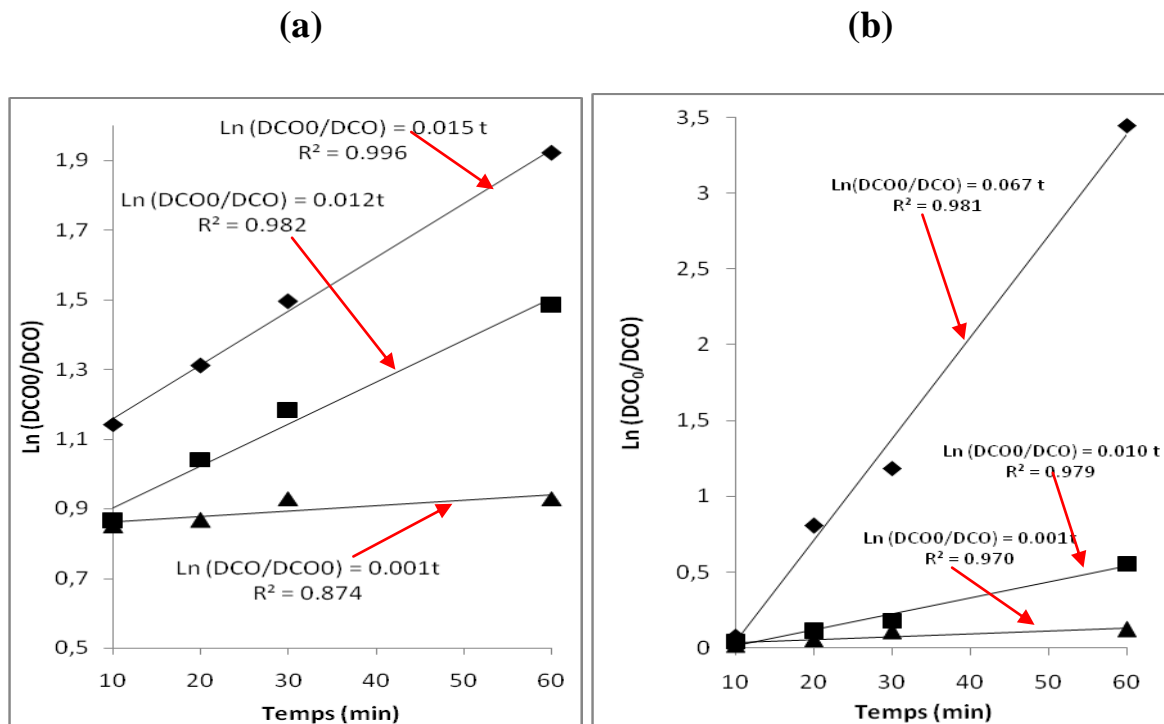 (a)
(b)
Ln (DCO0/DCO) = 0.015 t
R² = 0.996
Ln (DCO0/DCO) = 0.012t
R² = 0.982
Ln (DCO/DCO0) = 0.001t
R² = 0.874
Ln (DCO0/DCO)
1,9
1,7
1,5
1,3
1,1
0,9
0,7
0,5
10 20 30 40 50 60
Temps (min)
Ln(DCO0/DCO) = 0.067 t
R² = 0.981
Ln (DCO0/DCO) = 0.010 t
R² = 0.979
Ln (DCO0/DCO) = 0.001t
R² = 0.970
Ln (DCO₀/DCO)
3,5
3
2,5
2
1,5
1
0,5
0
10 20 30 40 50 60
Temps (min)